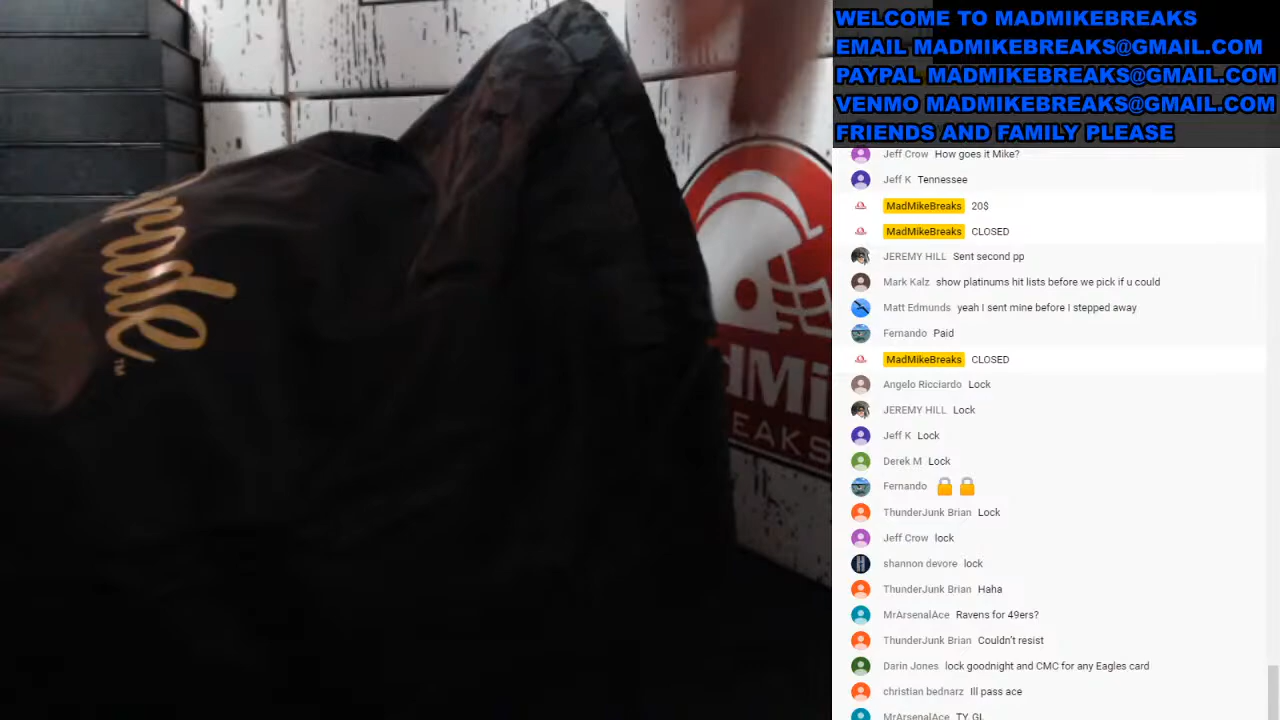 WELCOME TO MADMIKEBREAKS
EMAIL MADMIKEBREAKS@GMAIL.COM
PAYPAL MADMIKEBREAKS@GMAIL.COM
VENMO MADMIKEBREAKS@GMAIL.COM
FRIENDS AND FAMILY PLEASE
Jeff Crow How goes it Mike?
Jeff K Tennessee
MadMikeBreaks 20$
MadMikeBreaks CLOSED
JEREMY HILL Sent second pp
Mark Kalz show platinums hit lists before we pick if u could
Matt Edmunds yeah I sent mine before I stepped away
Fernando Paid
MadMikeBreaks CLOSED
Angelo Ricciardo Lock
JEREMY HILL Lock
Jeff K Lock
Derek M Lock
Fernando 🔒 🔒
ThunderJunk Brian Lock
Jeff Crow lock
shannon devore lock
ThunderJunk Brian Haha
MrArsenalAce Ravens for 49ers?
ThunderJunk Brian Couldn't resist
Darin Jones lock goodnight and CMC for any Eagles card
christian bednarz Ill pass ace
MrArsenalAce TY, GL